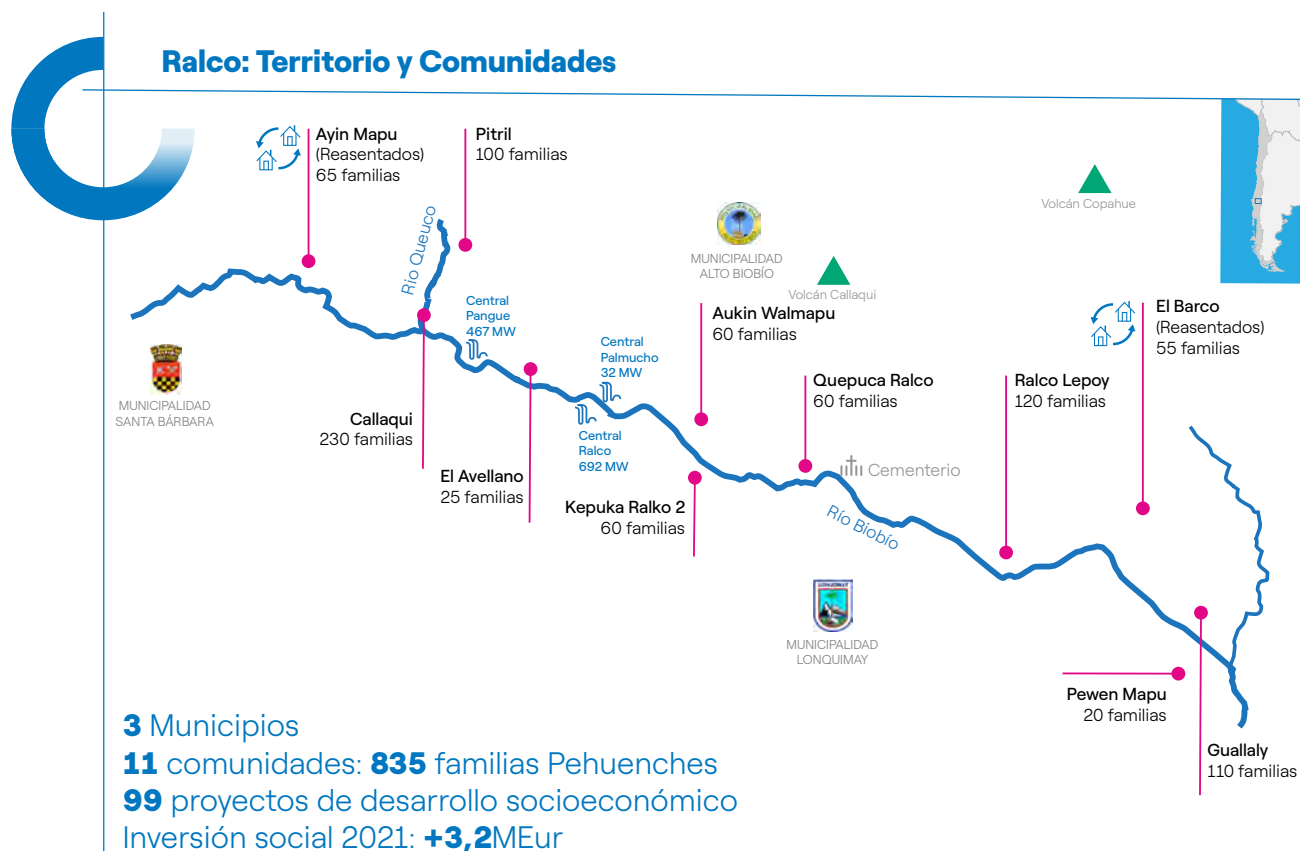 Ralco: Territorio y Comunidades
Ayin Mapu
(Reasentados)
65 familias
Pitril
100 familias
Río Queuco
Volcán Copahue
MUNICIPALIDAD
ALTO BIOBÍO
Volcán Callaqui
Central
Pangue
467 MW
Aukin Walmapu
60 familias
El Barco
(Reasentados)
55 familias
Central
Palmucho
32 MW
Quepuca Ralco
60 familias
Ralco Lepoy
120 familias
MUNICIPALIDAD
SANTA BÁRBARA
Callaqui
230 familias
Central
Ralco
692 MW
El Avellano
25 familias
Cementerio
Kepuka Ralko 2
60 familias
Río Biobío
MUNICIPALIDAD
LONQUIMAY
Pewen Mapu
20 familias
Guallaly
110 familias
3 Municipios
11 comunidades: 835 familias Pehuenches
99 proyectos de desarrollo socioeconómico
Inversión social 2021: +3,2MEur